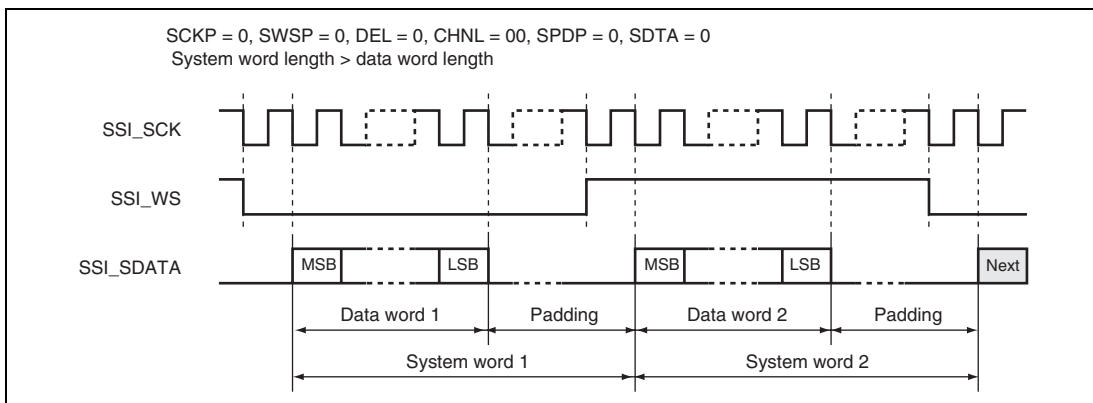 SCKP = 0, SWSP = 0, DEL = 0, CHNL = 00, SPDP = 0, SDTA = 0
System word length > data word length
SSI_SCK
SSI_WS
SSI_SDATA
MSB LSB MSB LSB Next
Data word 1 Padding Data word 2 Padding
System word 1 System word 2